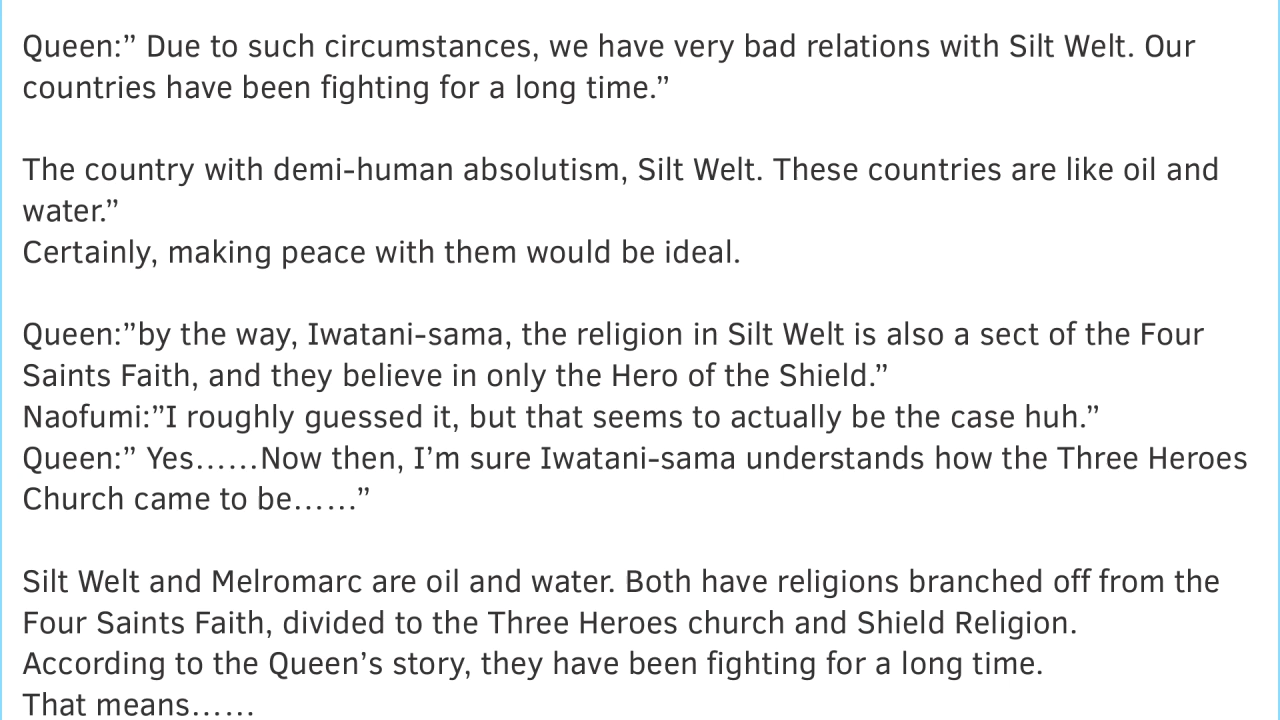 Queen:” Due to such circumstances, we have very bad relations with Silt Welt. Our
countries have been fighting for a long time.”
The country with demi-human absolutism, Silt Welt. These countries are like oil and
water.”
Certainly, making peace with them would be ideal.
Queen:”by the way, Iwatani-sama, the religion in Silt Welt is also a sect of the Four
Saints Faith, and they believe in only the Hero of the Shield.”
Naofumi:”I roughly guessed it, but that seems to actually be the case huh.”
Queen:” Yes……Now then, I’m sure Iwatani-sama understands how the Three Heroes
Church came to be……”
Silt Welt and Melromarc are oil and water. Both have religions branched off from the
Four Saints Faith, divided to the Three Heroes church and Shield Religion.
According to the Queen’s story, they have been fighting for a long time.
That means……